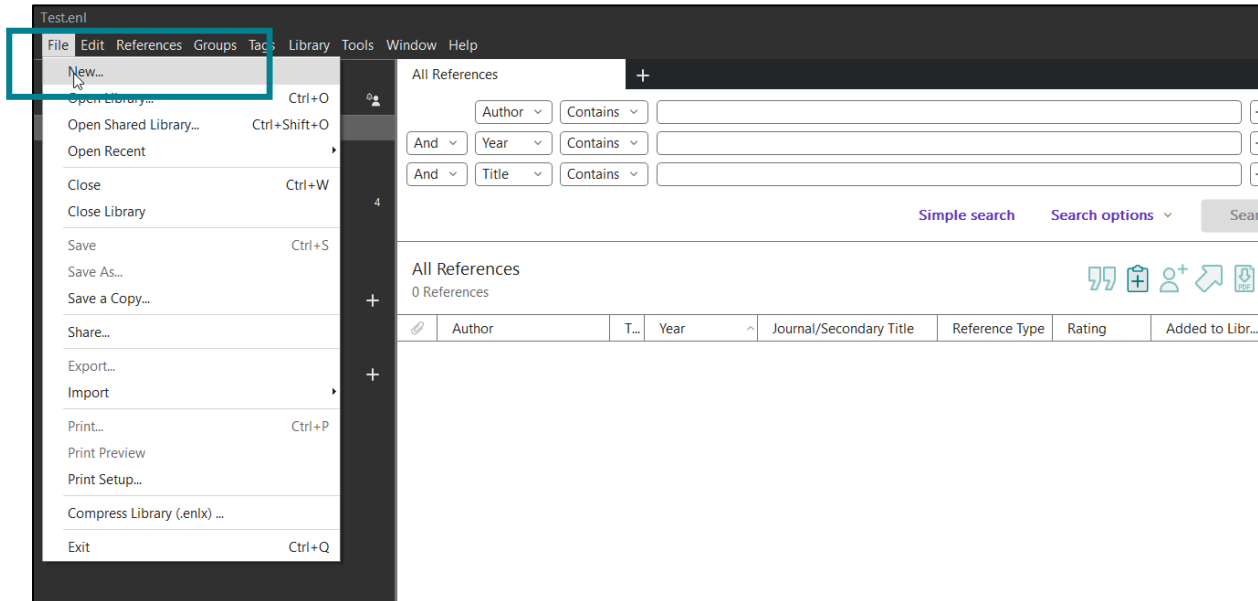 Test.enl
File Edit References Groups Tags Library Tools Window Help
New...
Open Library... Ctrl+O
Open Shared Library... Ctrl+Shift+O
Open Recent
Close Ctrl+W
Close Library
4
Save Ctrl+S
Save As...
Save a Copy...
Share...
Export...
Import
Print... Ctrl+P
Print Preview
Print Setup...
Compress Library (.enlx) ...
Exit Ctrl+Q
All References +
Author Contains
And Year Contains
And Title Contains
Simple search Search options
All References
0 References
PDF
Author T... Year Journal/Secondary Title Reference Type Rating Added to Libr...